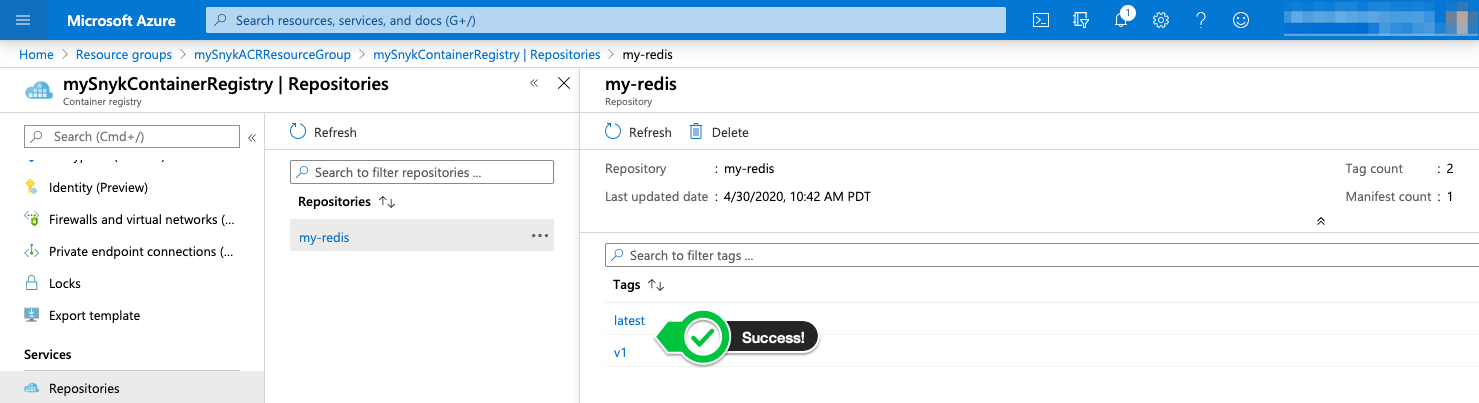 Microsoft Azure
Search resources, services, and docs (G+/)
1
Home > Resource groups > mySnykACRResourceGroup > mySnykContainerRegistry | Repositories > my-redis
mySnykContainerRegistry | Repositories
Container registry
Search (Cmd+/)
Identity (Preview)
Firewalls and virtual networks (...
Private endpoint connections (...
Locks
Export template
Services
Repositories
Refresh
Search to filter repositories ...
Repositories
my-redis
my-redis
Repository
Refresh
Delete
Repository : my-redis
Tag count : 2
Last updated date : 4/30/2020, 10:42 AM PDT
Manifest count : 1
Search to filter tags ...
Tags
latest
Success!
v1